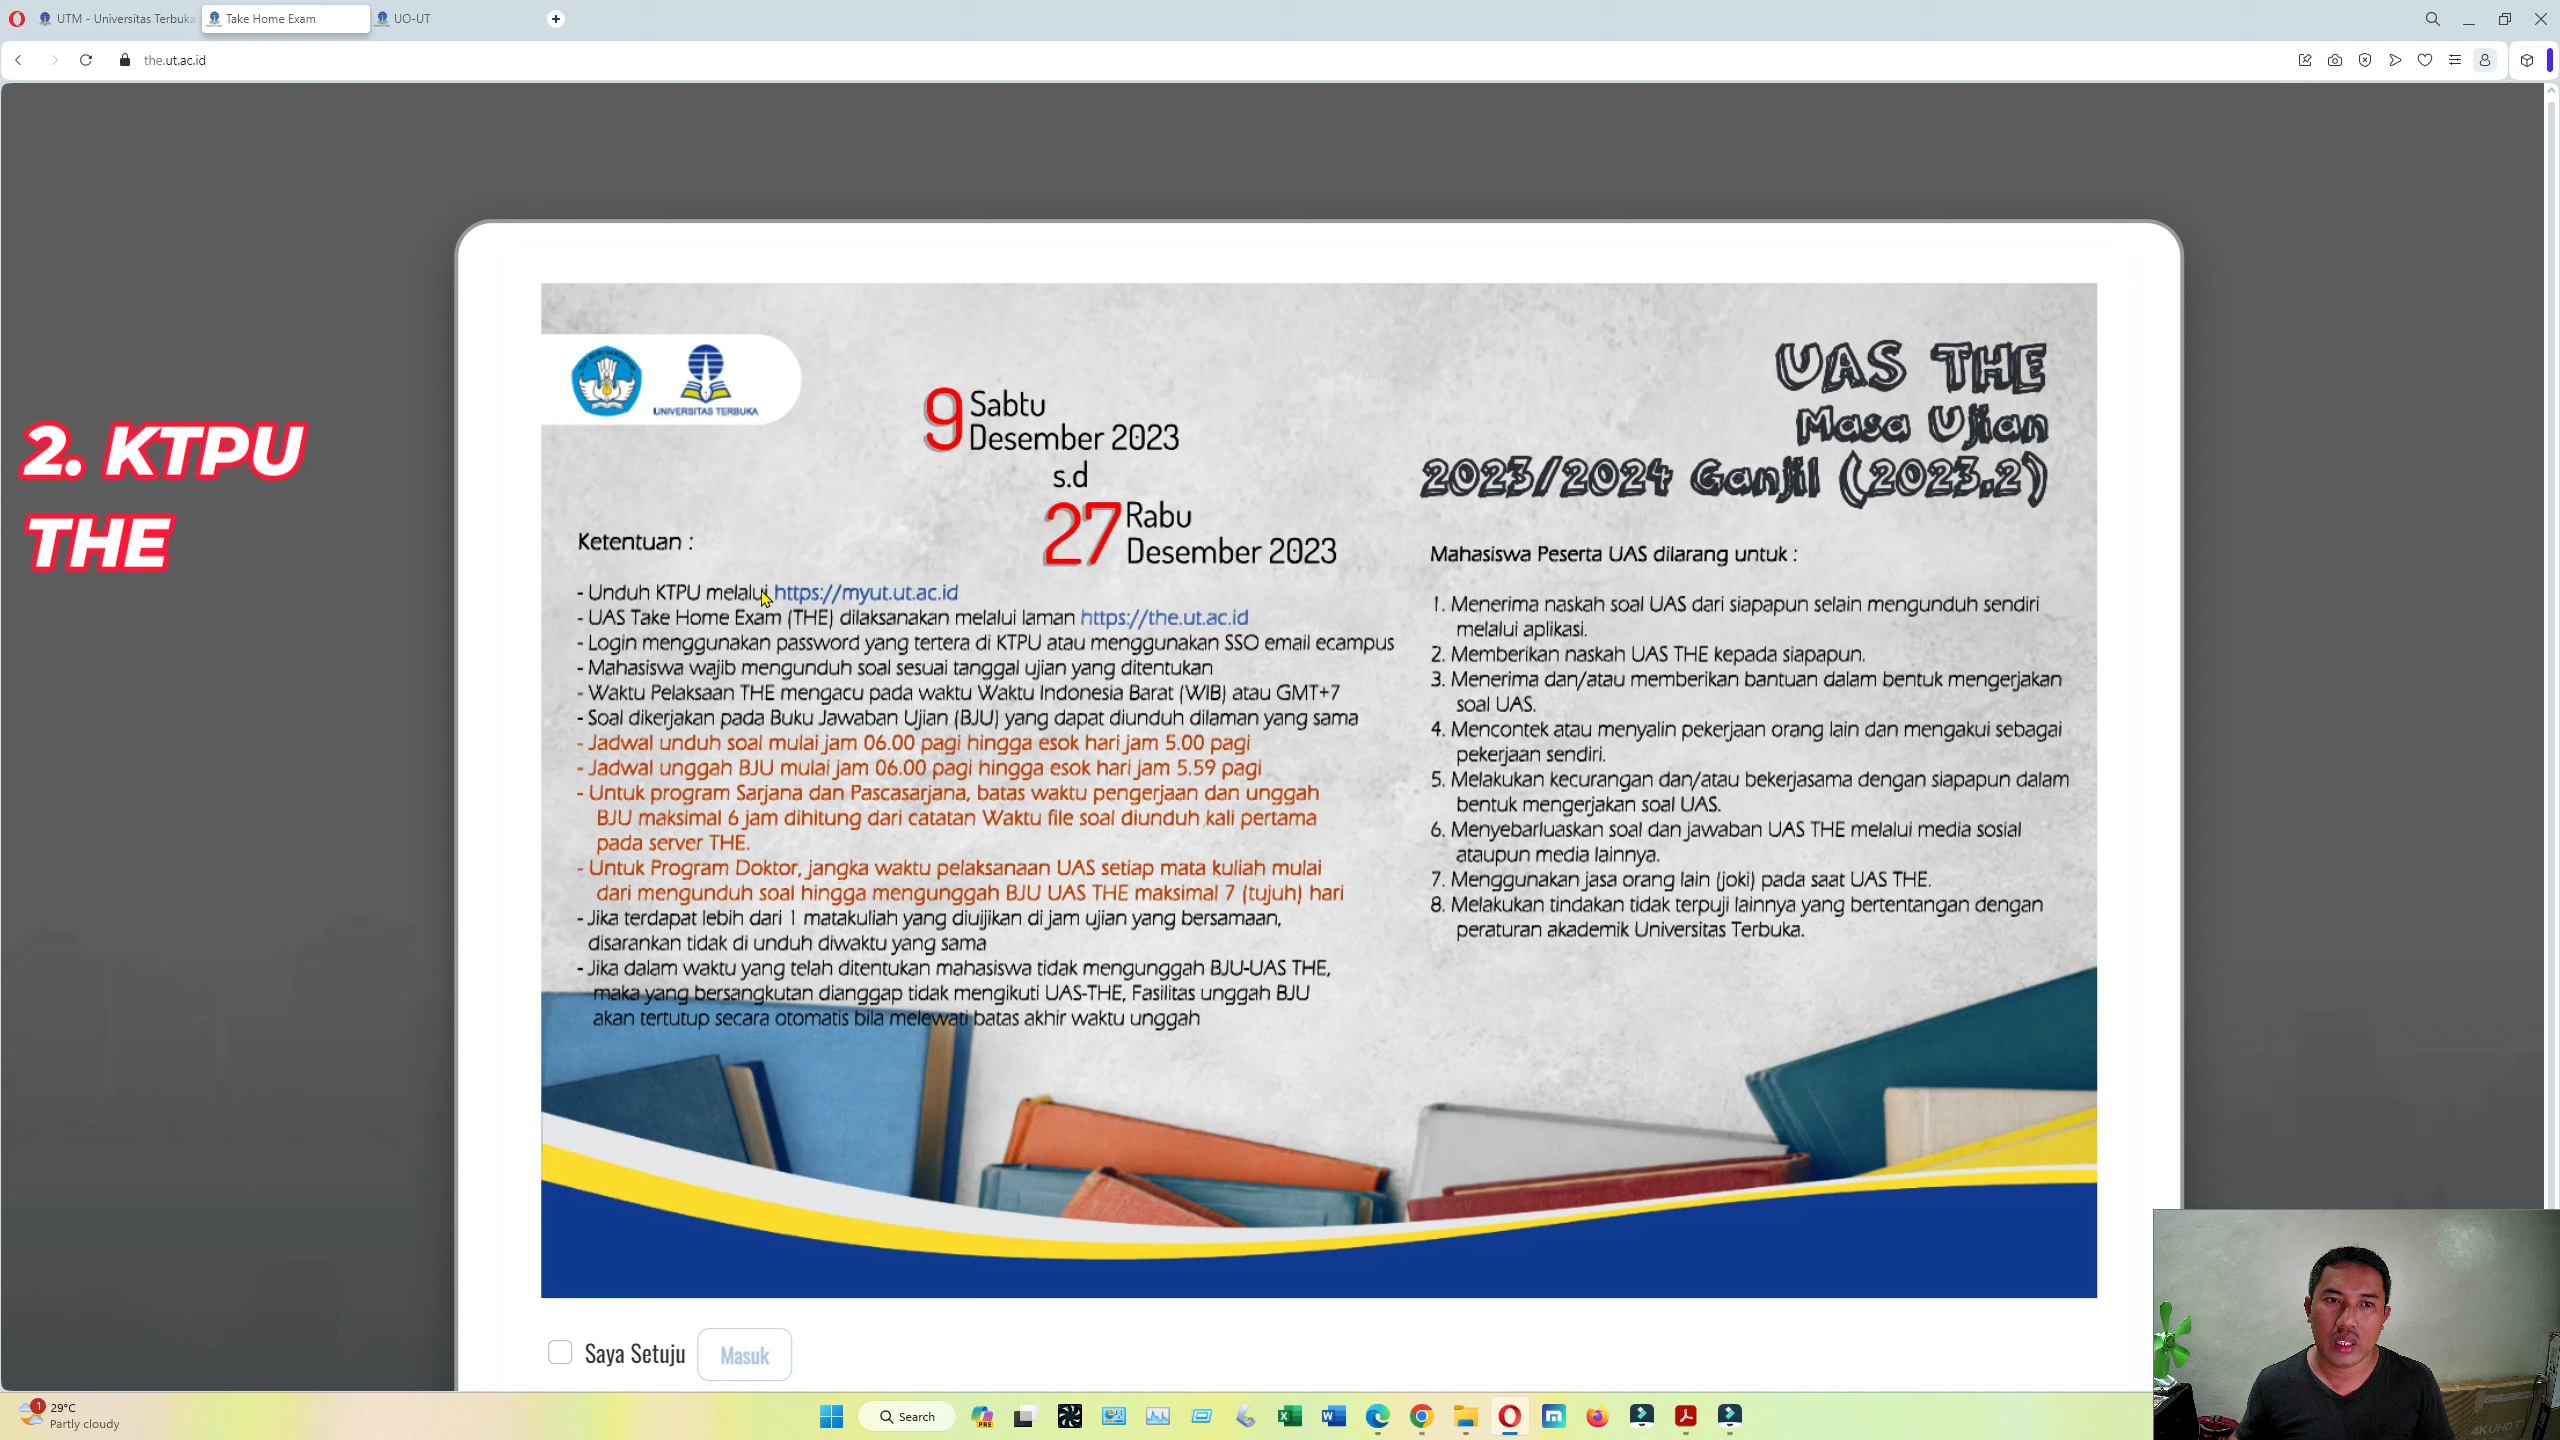 UTM - Universitas Terbuka
Take Home Exam
UO-UT
the.ut.ac.id
2. KTPU
THE
UNIVERSITAS TERBUKA
9 Sabtu
Desember 2023
s.d
27 Rabu
Desember 2023
UAS THE
Masa Ujian
2023/2024 Ganjil (2023.2)
Ketentuan :
- Unduh KTPU melalui https://myut.ut.ac.id
- UAS Take Home Exam (THE) dilaksanakan melalui laman https://the.ut.ac.id
- Login menggunakan password yang tertera di KTPU atau menggunakan SSO email ecampus
- Mahasiswa wajib mengunduh soal sesuai tanggal ujian yang ditentukan
- Waktu Pelaksaan THE mengacu pada waktu Waktu Indonesia Barat (WIB) atau GMT+7
- Soal dikerjakan pada Buku Jawaban Ujian (BJU) yang dapat diunduh dilaman yang sama
- Jadwal unduh soal mulai jam 06.00 pagi hingga esok hari jam 5.00 pagi
- Jadwal unggah BJU mulai jam 06.00 pagi hingga esok hari jam 5.59 pagi
- Untuk program Sarjana dan Pascasarjana, batas waktu pengerjaan dan unggah
BJU maksimal 6 jam dihitung dari catatan Waktu file soal diunduh kali pertama
pada server THE.
- Untuk Program Doktor, jangka waktu pelaksanaan UAS setiap mata kuliah mulai
dari mengunduh soal hingga mengunggah BJU UAS THE maksimal 7 (tujuh) hari
- Jika terdapat lebih dari 1 matakuliah yang diuijikan di jam ujian yang bersamaan,
disarankan tidak di unduh diwaktu yang sama
- Jika dalam waktu yang telah ditentukan mahasiswa tidak mengunggah BJU-UAS THE,
maka yang bersangkutan dianggap tidak mengikuti UAS-THE, Fasilitas unggah BJU
akan tertutup secara otomatis bila melewati batas akhir waktu unggah
Mahasiswa Peserta UAS dilarang untuk :
1. Menerima naskah soal UAS dari siapapun selain mengunduh sendiri
melalui aplikasi.
2. Memberikan naskah UAS THE kepada siapapun.
3. Menerima dan/atau memberikan bantuan dalam bentuk mengerjakan
soal UAS.
4. Mencontek atau menyalin pekerjaan orang lain dan mengakui sebagai
pekerjaan sendiri.
5. Melakukan kecurangan dan/atau bekerjasama dengan siapapun dalam
bentuk mengerjakan soal UAS.
6. Menyebarluaskan soal dan jawaban UAS THE melalui media sosial
ataupun media lainnya.
7. Menggunakan jasa orang lain (joki) pada saat UAS THE.
8. Melakukan tindakan tidak terpuji lainnya yang bertentangan dengan
peraturan akademik Universitas Terbuka.
Saya Setuju
Masuk
1
29°C
Partly cloudy
Search
PRE